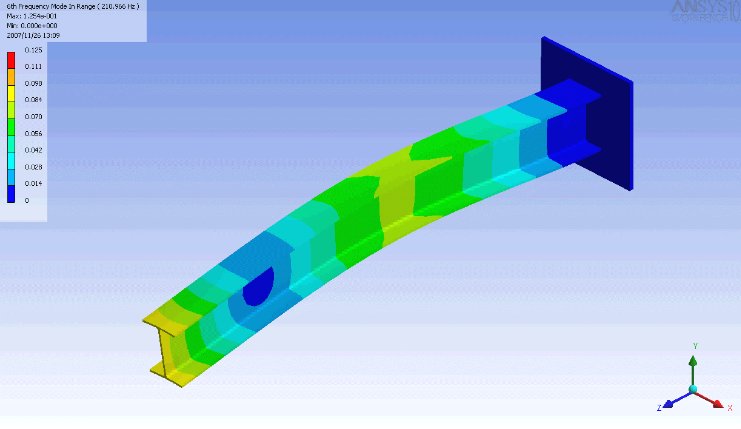 6th Frequency Mode In Range ( 210.966 Hz )
Max: 1.254e-001
Min: 0.000e+000
2007/11/26 13:09
0.125
0.111
0.098
0.084
0.070
0.056
0.042
0.028
0.014
0
ANSYS
WORKBENCH 10
Y
Z
X